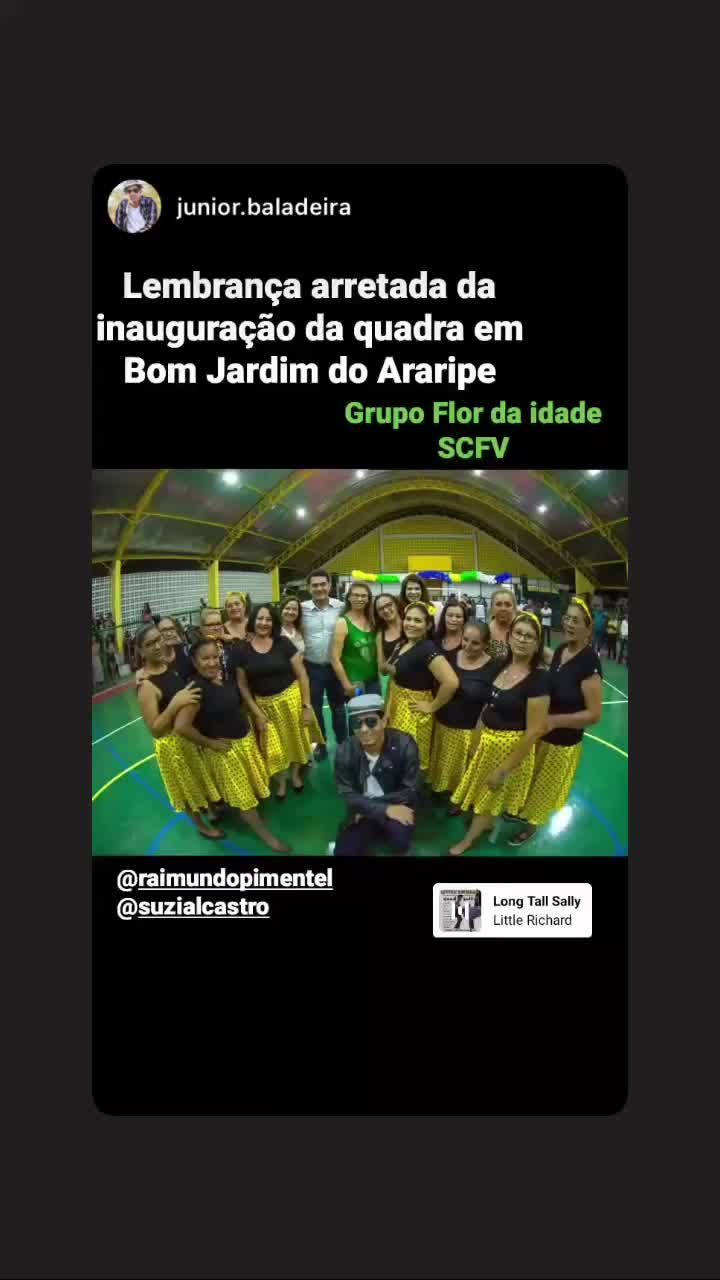 junior.baladeira
Lembrança arretada da
inauguração da quadra em
Bom Jardim do Araripe
Grupo Flor da idade
SCFV
@raimundopimentel
@suzialcastro
Long Tall Sally
Little Richard